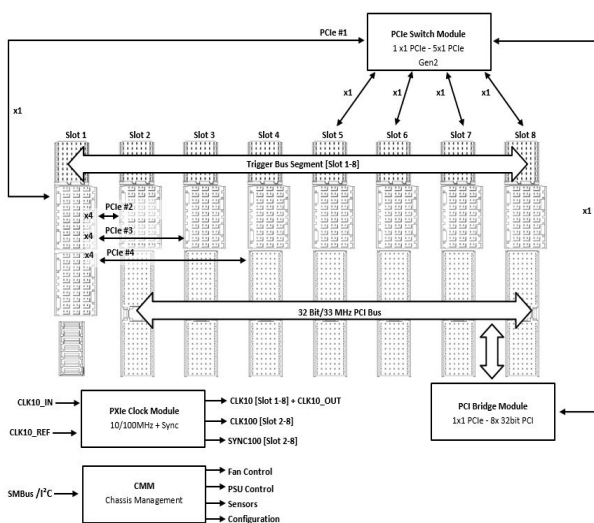 PCIe #1
PCIe Switch Module
1 x1 PCIe - 5x1 PCIe
Gen2
x1
x1 x1 x1 x1
Slot 1 Slot 2 Slot 3 Slot 4 Slot 5 Slot 6 Slot 7 Slot 8
Trigger Bus Segment [Slot 1-8]
x1
PCIe #2
x4
PCIe #3
x4
PCIe #4
x4
32 Bit/33 MHz PCI Bus
CLK10_IN
CLK10_REF
PXIe Clock Module
10/100MHz + Sync
CLK10 [Slot 1-8] + CLK10_OUT
CLK100 [Slot 2-8]
SYNC100 [Slot 2-8]
PCI Bridge Module
1x1 PCIe - 8x 32bit PCI
SMBus /I²C
CMM
Chassis Management
Fan Control
PSU Control
Sensors
Configuration